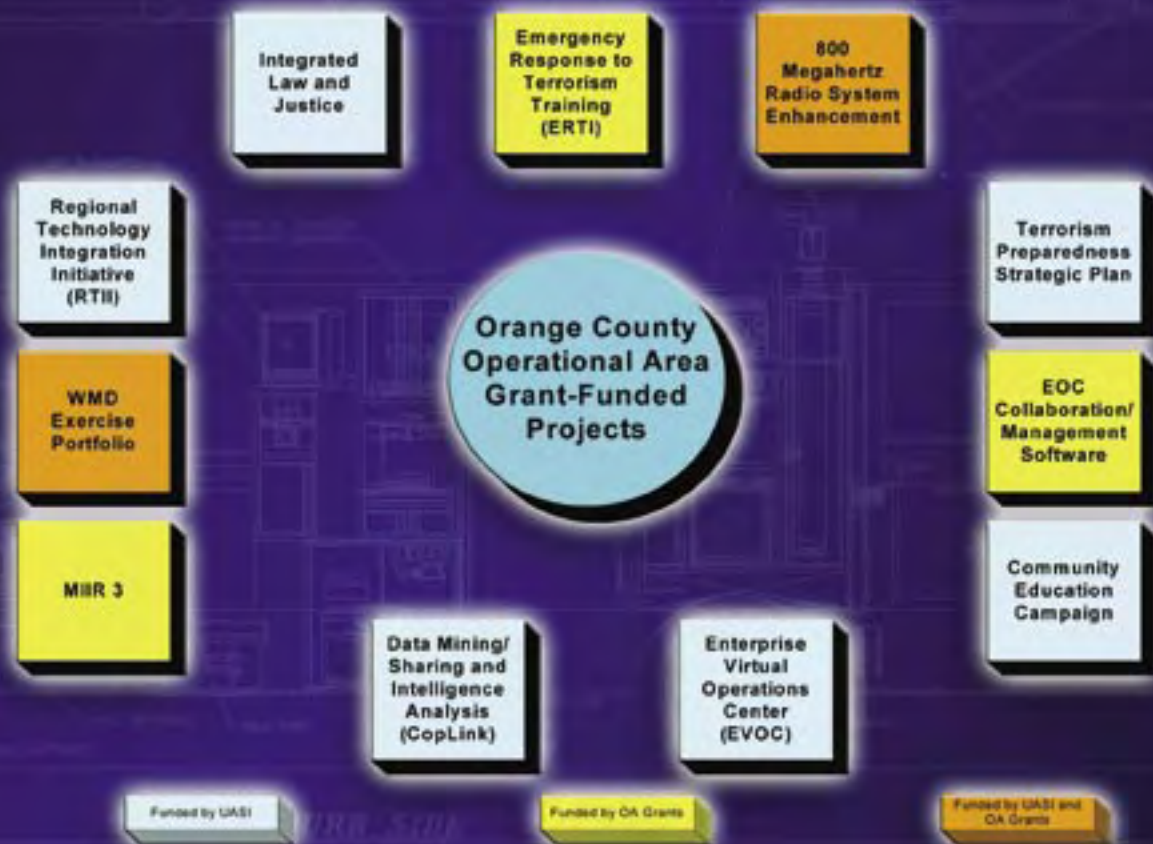 Integrated
Law and
Justice
Emergency
Response to
Terrorism
Training
(ERTI)
800
Megahertz
Radio System
Enhancement
Regional
Technology
Integration
Initiative
(RTII)
Terrorism
Preparedness
Strategic Plan
Orange County
Operational Area
Grant-Funded
Projects
WMD
Exercise
Portfolio
EOC
Collaboration/
Management
Software
MIIR 3
Community
Education
Campaign
Data Mining/
Sharing and
Intelligence
Analysis
(CopLink)
Enterprise
Virtual
Operations
Center
(EVOC)
Funded by UASI
Funded by OA Grants
Funded by UASI and
OA Grants